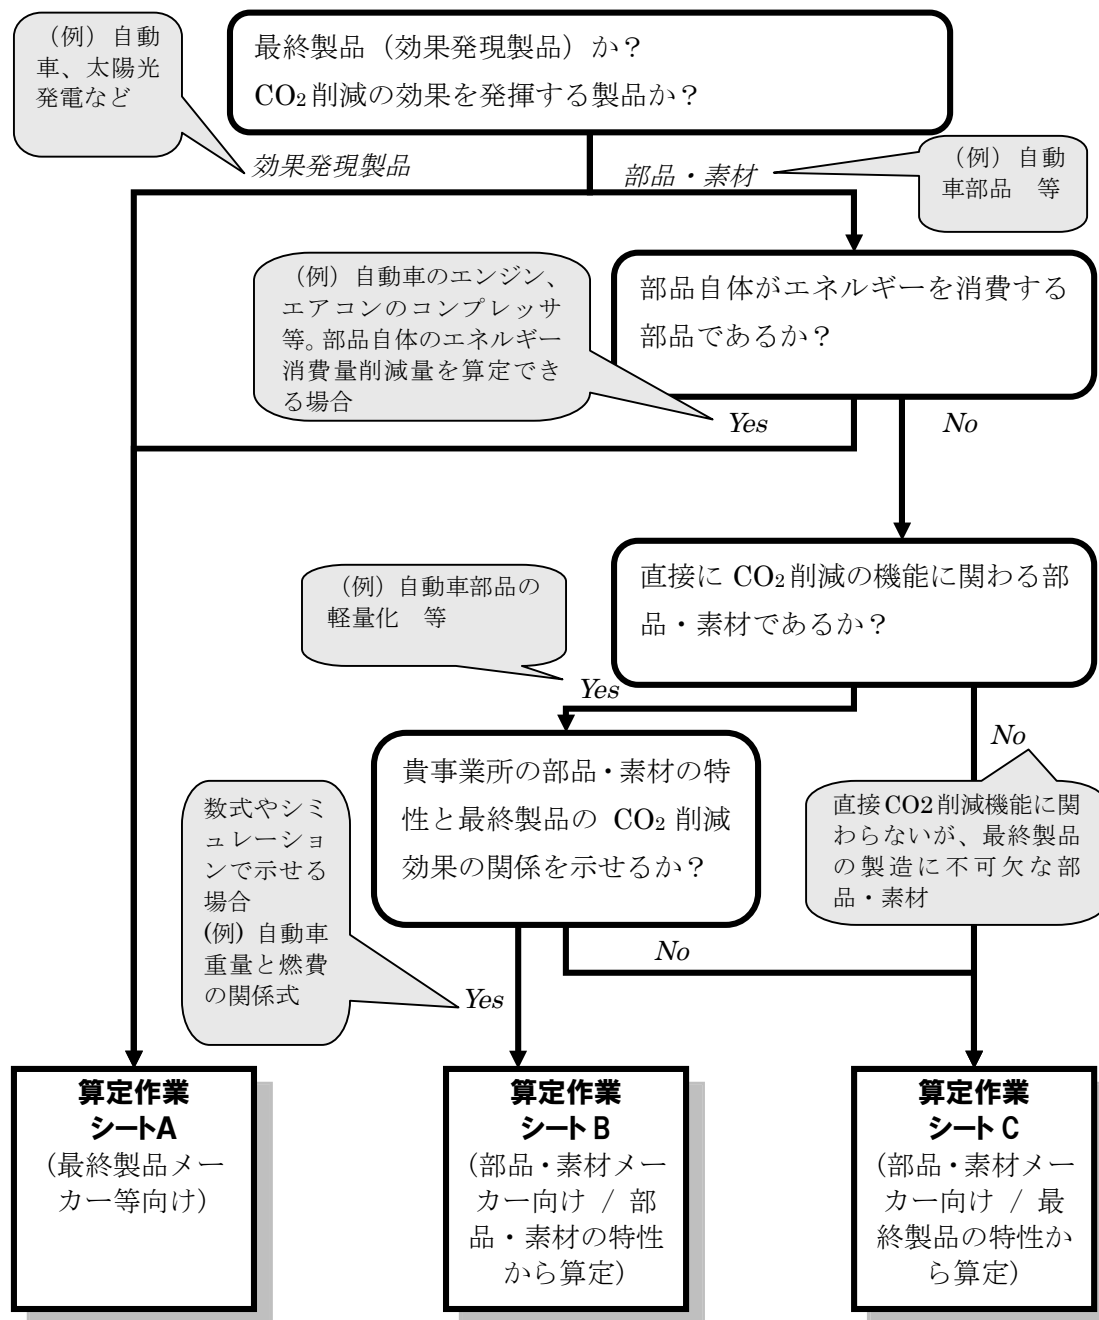 （例）自動
車、太陽光
発電など
最終製品（効果発現製品）か？
CO₂削減の効果を発揮する製品か？
効果発現製品
部品・素材
（例）自動
車部品　等
（例）自動車のエンジン、
エアコンのコンプレッサ
等。部品自体のエネルギー
消費量削減量を算定でき
る場合
部品自体がエネルギーを消費する
部品であるか？
Yes
No
（例）自動車部品の
軽量化　等
直接に CO₂削減の機能に関わる部
品・素材であるか？
Yes
No
貴事業所の部品・素材の特
性と最終製品の CO₂ 削減
効果の関係を示せるか？
数式やシミ
ュレーショ
ンで示せる
場合
(例) 自動車
重量と燃費
の関係式
直接CO2削減機能に関
わらないが、最終製品
の製造に不可欠な部
品・素材
No
Yes
算定作業
シートA
（最終製品メー
カー等向け）
算定作業
シート B
（部品・素材メー
カー向け / 部
品・素材の特性
から算定）
算定作業
シート C
（部品・素材メー
カー向け / 最
終製品の特性か
ら算定）